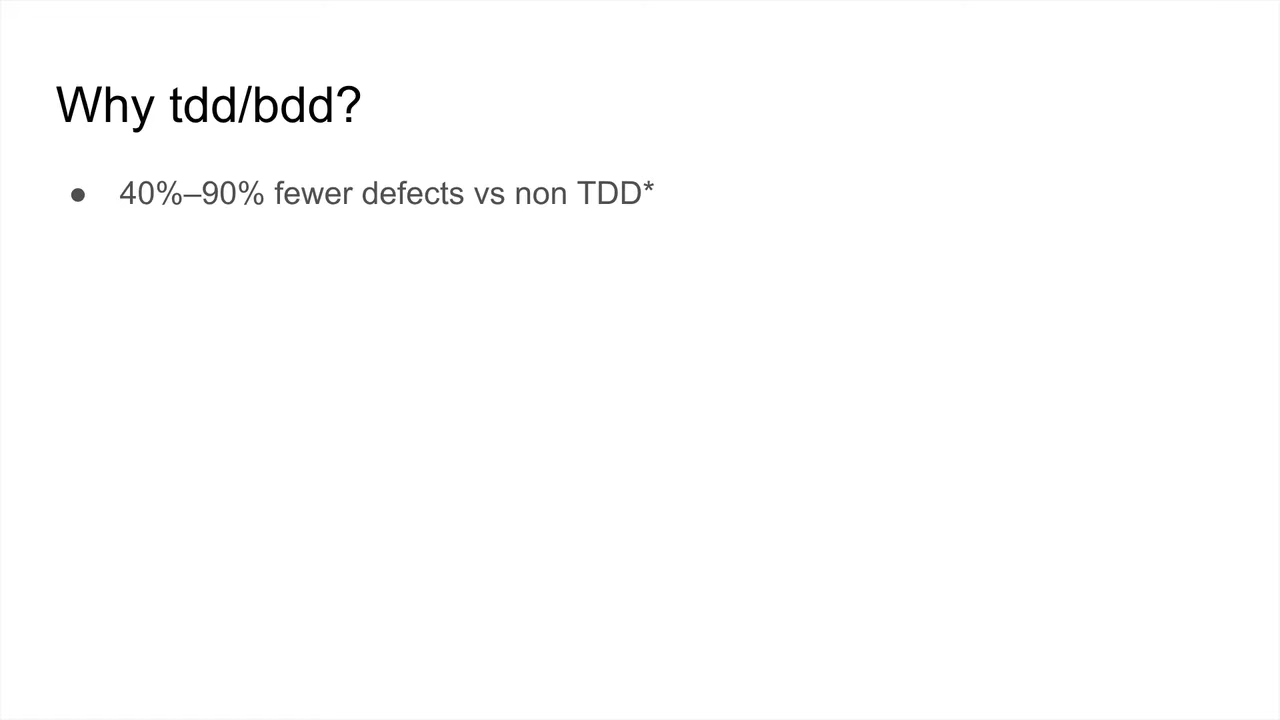 Why tdd/bdd?
● 40%–90% fewer defects vs non TDD*